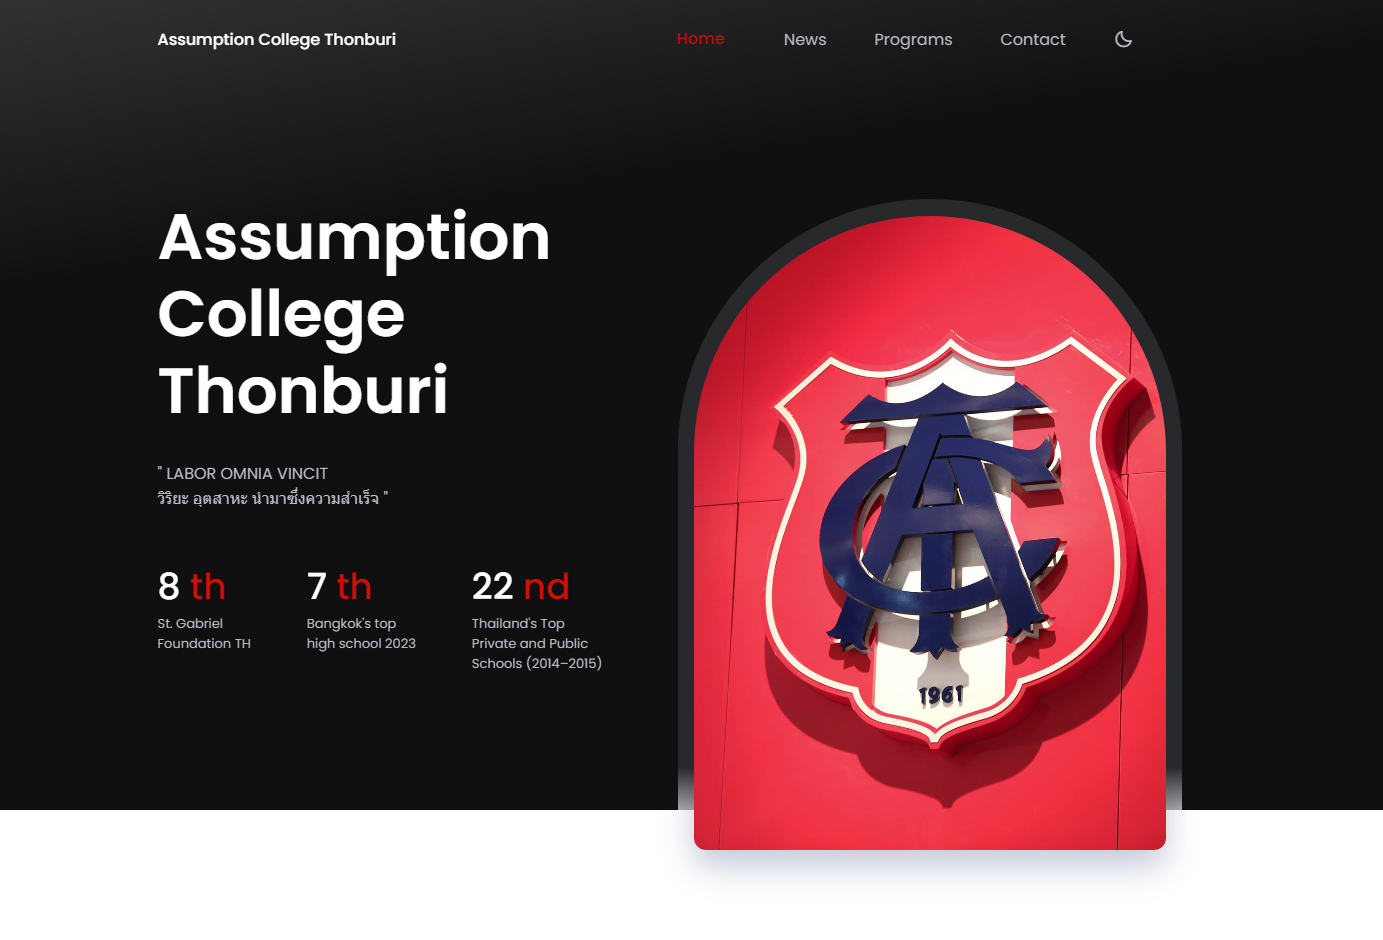 Assumption College Thonburi
Home
News
Programs
Contact
Assumption
College
Thonburi
" LABOR OMNIA VINCIT
วิริยะ อุตสาหะ นำมาซึ่งความสำเร็จ "
8 th
St. Gabriel
Foundation TH
7 th
Bangkok's top
high school 2023
22 nd
Thailand's Top
Private and Public
Schools (2014–2015)
ATC
1961